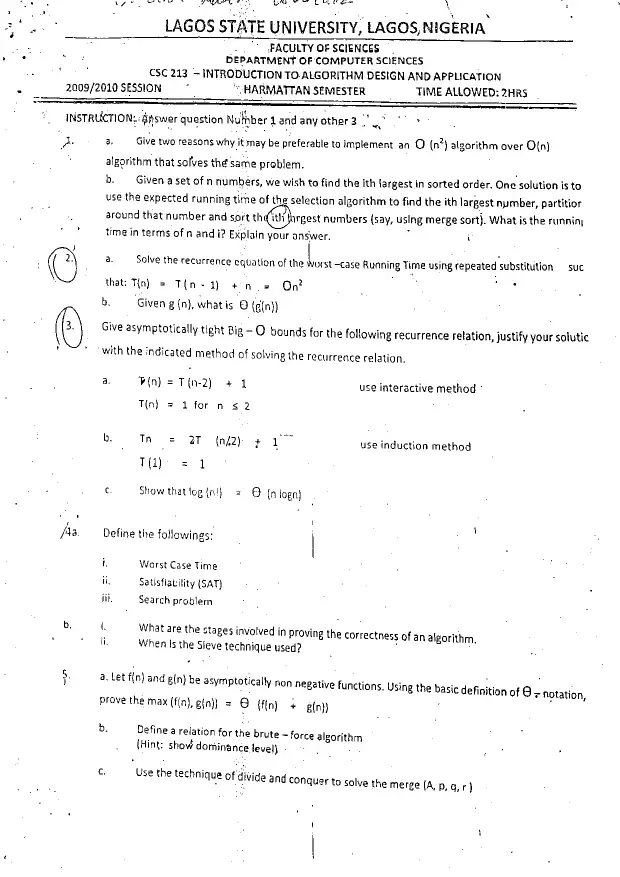 LAGOS STATE UNIVERSITY, LAGOS, NIGERIA
FACULTY OF SCIENCES
DEPARTMENT OF COMPUTER SCIENCES
CSC 213 – INTRODUCTION TO ALGORITHM DESIGN AND APPLICATION
2009/2010 SESSION HARMATTAN SEMESTER TIME ALLOWED: 2HRS
INSTRUCTION: Answer question Number 1 and any other 3
1. a. Give two reasons why it may be preferable to implement an O (n²) algorithm over O(n)
algorithm that solves the same problem.
b. Given a set of n numbers, we wish to find the ith largest in sorted order. One solution is to
use the expected running time of the selection algorithm to find the ith largest number, partitior
around that number and sort the ith largest numbers (say, using merge sort). What is the running
time in terms of n and i? Explain your answer.
2. a. Solve the recurrence equation of the worst –case Running Time using repeated substitution suc
that: T(n) = T ( n - 1) + n = On²
b. Given g (n), what is Θ (g(n))
3. Give asymptotically tight Big – O bounds for the following recurrence relation, justify your solutic
with the indicated method of solving the recurrence relation.
a. T(n) = T (n-2) + 1 use interactive method
T(n) = 1 for n ≤ 2
b. Tn = 2T (n/2) + 1 use induction method
T (1) = 1
c. Show that log (n!) = Θ (n logn)
4a. Define the followings:
i. Worst Case Time
ii. Satisfiability (SAT)
iii. Search problem
b. i. What are the stages involved in proving the correctness of an algorithm.
ii. When Is the Sieve technique used?
5. a. Let f(n) and g(n) be asymptotically non negative functions. Using the basic definition of Θ – notation,
prove the max (f(n), g(n)) = Θ (f(n) + g(n))
b. Define a relation for the brute – force algorithm
(Hint: show dominance level)
c. Use the technique of divide and conquer to solve the merge (A, p, q, r )